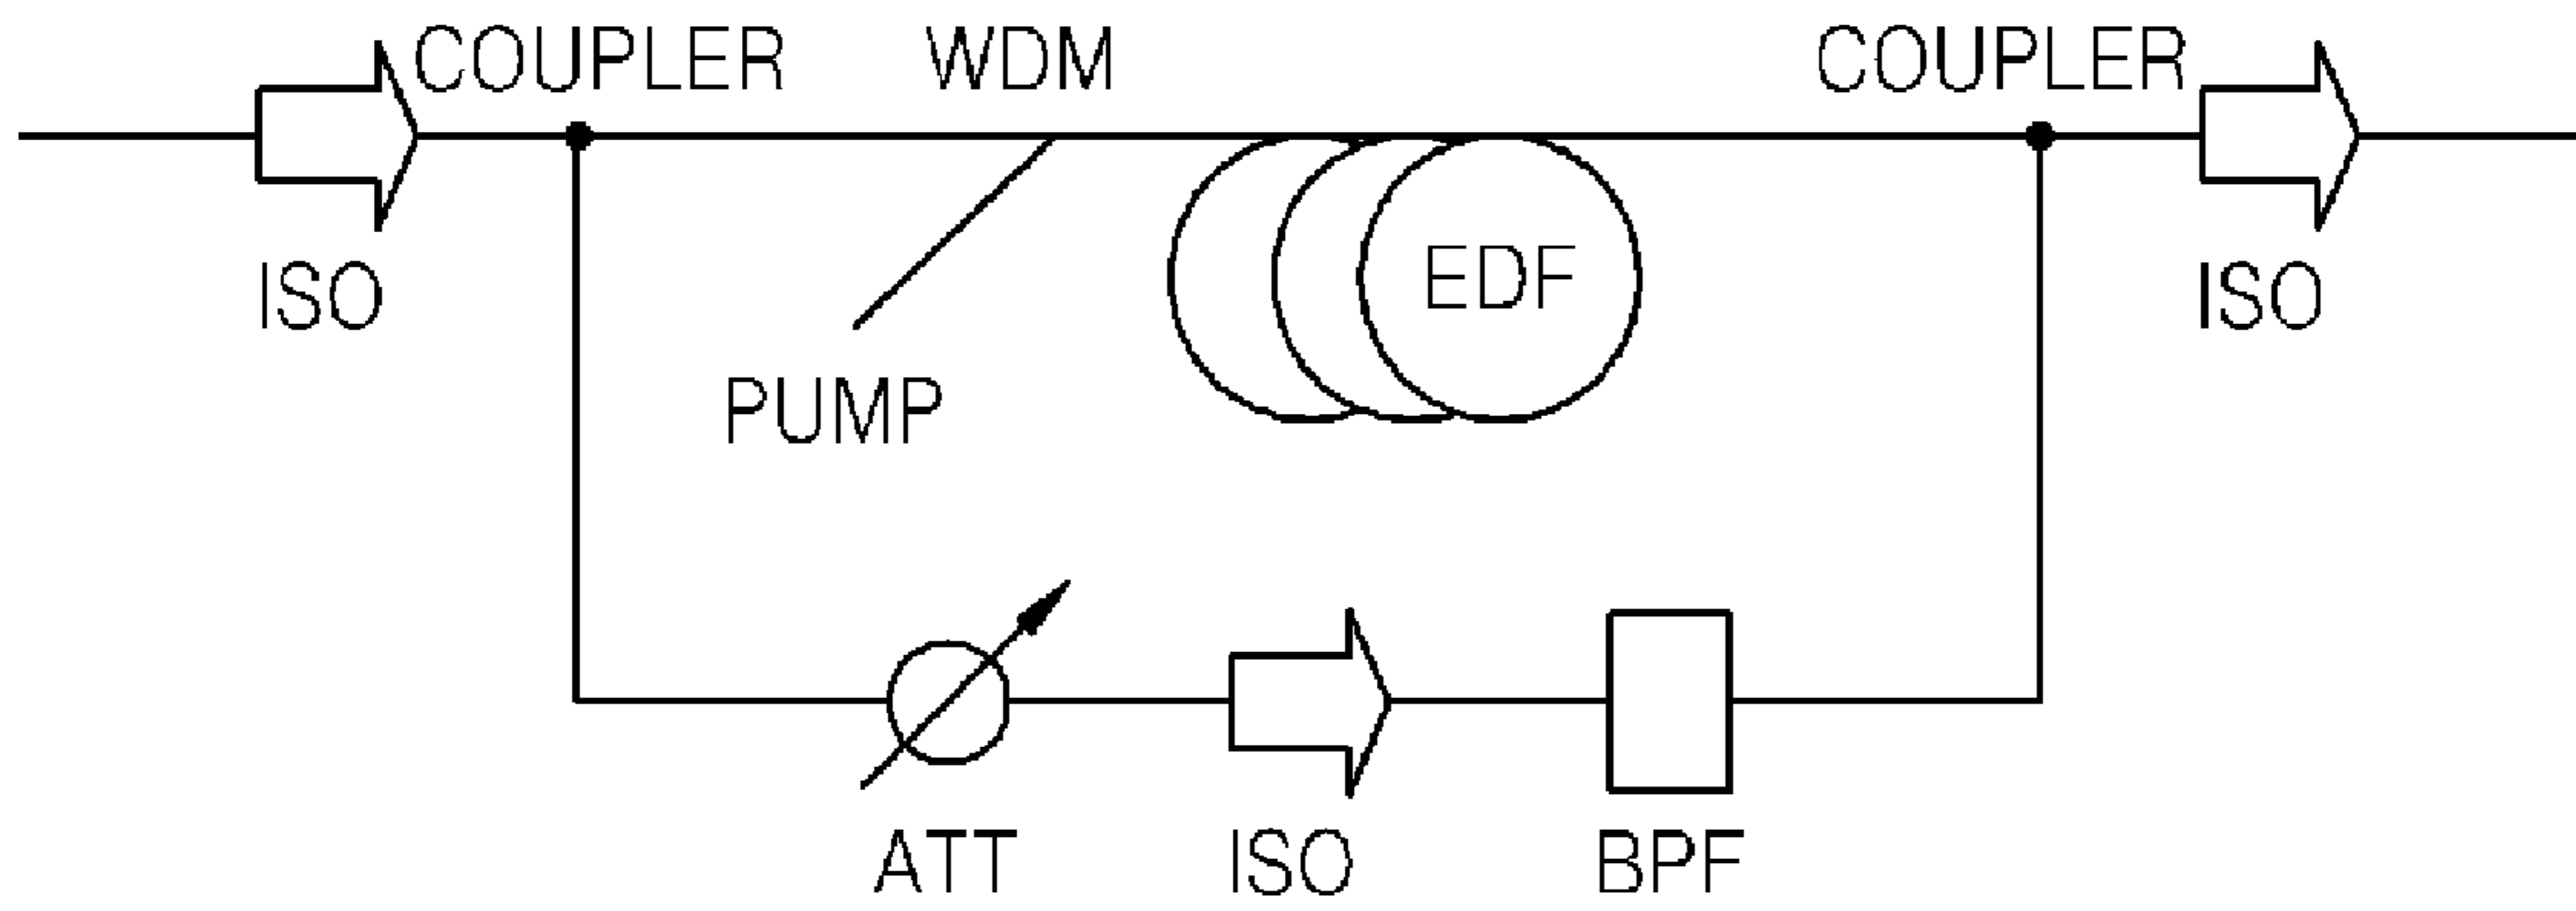 COUPLER WDM COUPLER
ISO EDF ISO
PUMP
ATT ISO BPF